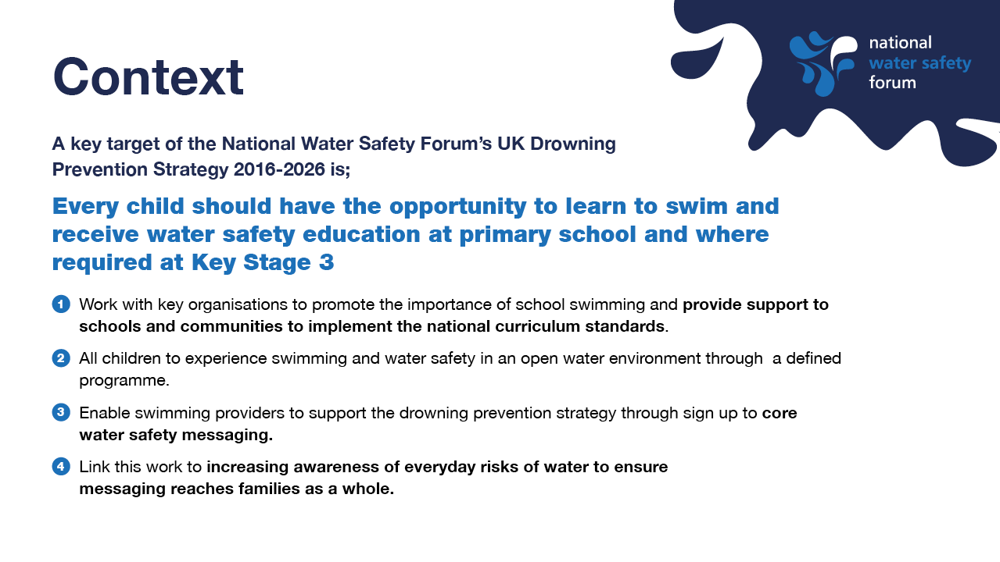 national
water safety
forum
Context
A key target of the National Water Safety Forum’s UK Drowning
Prevention Strategy 2016-2026 is;
Every child should have the opportunity to learn to swim and
receive water safety education at primary school and where
required at Key Stage 3
1 Work with key organisations to promote the importance of school swimming and provide support to
schools and communities to implement the national curriculum standards.
2 All children to experience swimming and water safety in an open water environment through  a defined
programme.
3 Enable swimming providers to support the drowning prevention strategy through sign up to core
water safety messaging.
4 Link this work to increasing awareness of everyday risks of water to ensure
messaging reaches families as a whole.